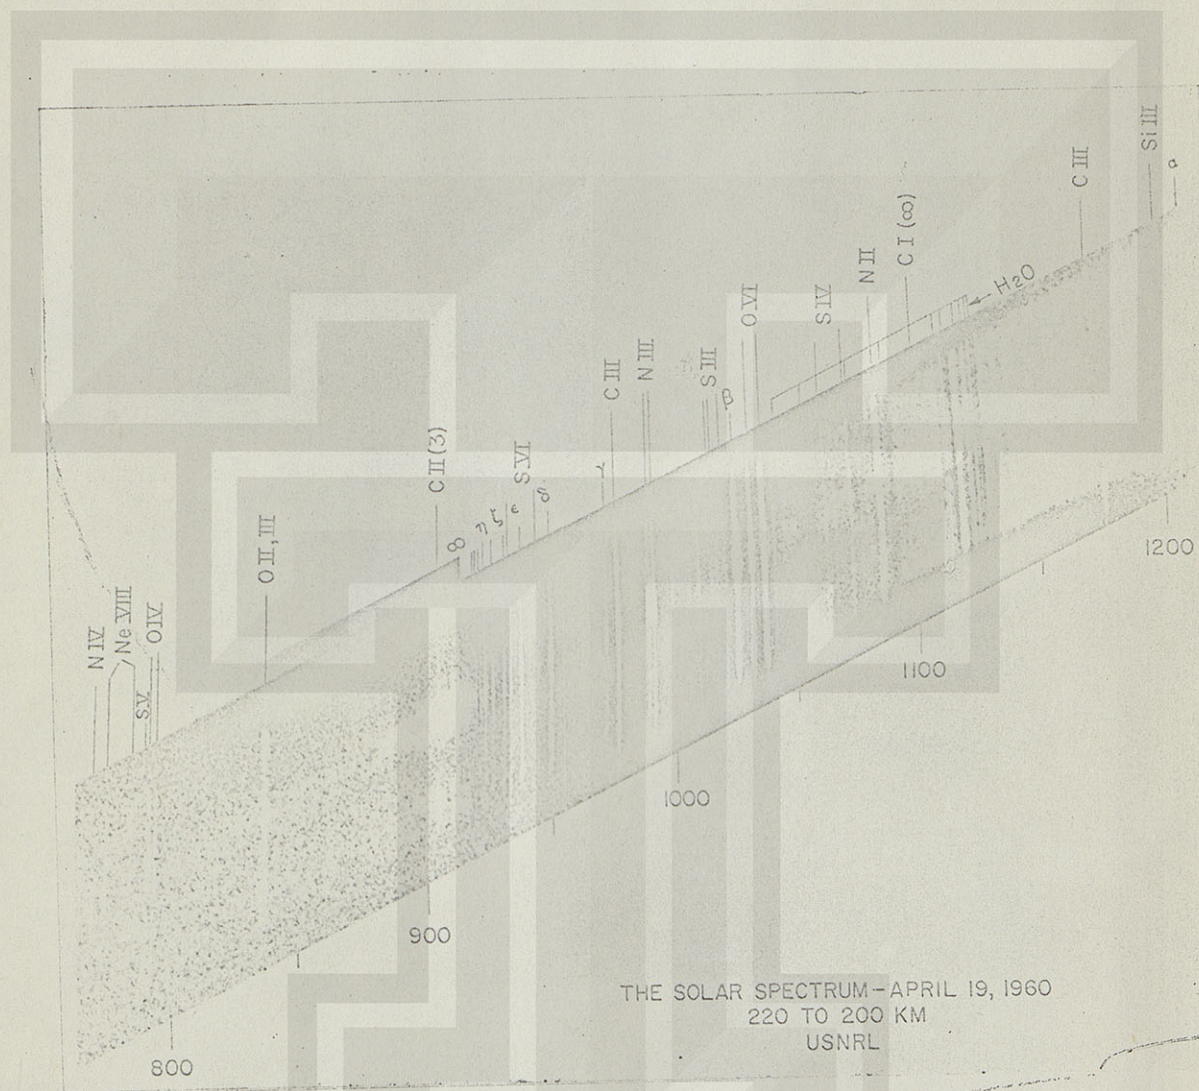 N IV
Ne VIII
S V
O IV
O II, III
C II (3)
∞
η
ζ
ε
S VI
δ
γ
C III
N III
S III
β
O VI
S IV
N II
C I (∞)
H2O
C III
Si III
α
800
900
1000
1100
1200
THE SOLAR SPECTRUM–APRIL 19, 1960
220 TO 200 KM
USNRL